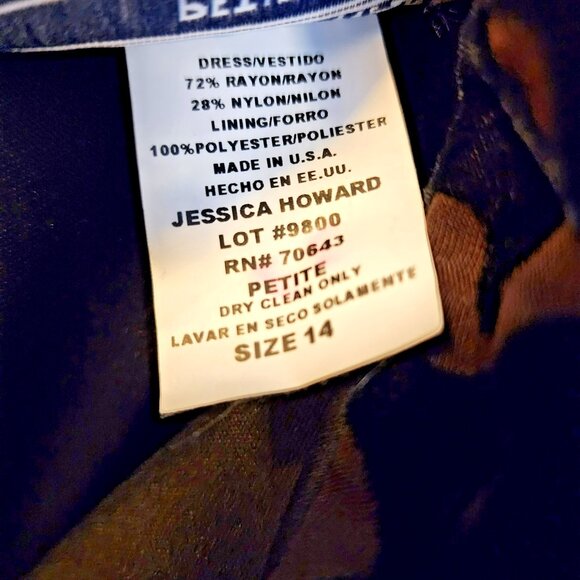 DRESS/VESTIDO
72% RAYON/RAYON
28% NYLON/NILON
LINING/FORRO
100%POLYESTER/POLIESTER
MADE IN U.S.A.
HECHO EN EE.UU.
JESSICA HOWARD
LOT #9800
RN# 70643
PETITE
DRY CLEAN ONLY
LAVAR EN SECO SOLAMENTE
SIZE 14